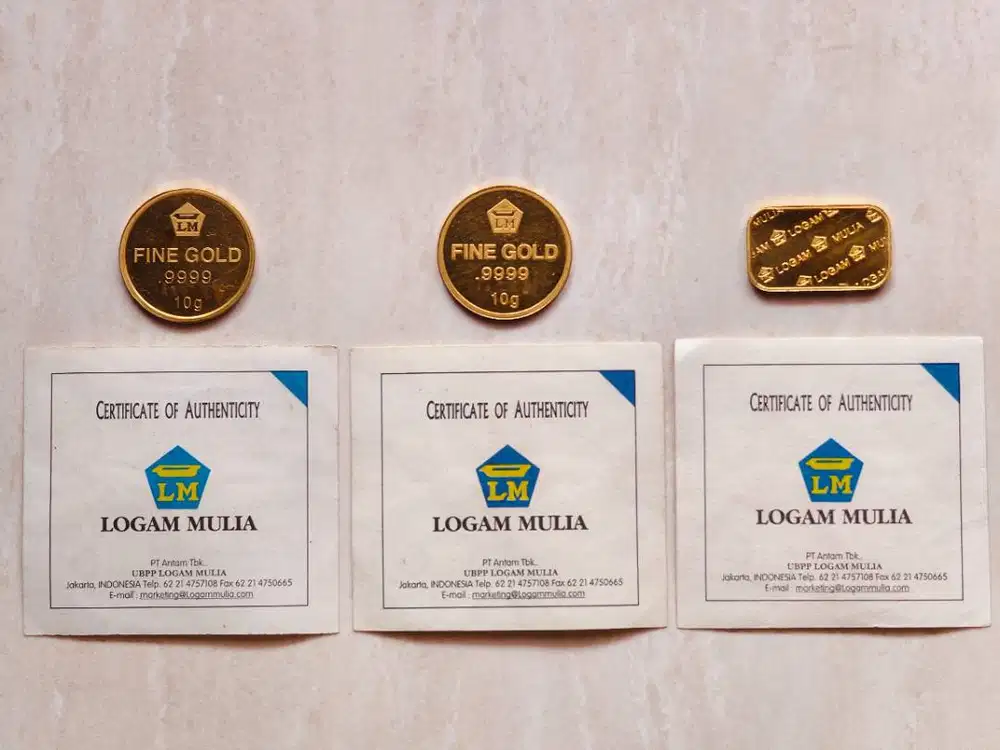 LM
FINE GOLD
.9999
10g
LM
FINE GOLD
.9999
10g
MULIA
LOGAM
LOGAM MULIA
LOGAM
CERTIFICATE OF AUTHENTICITY
LM
LOGAM MULIA
PT Antam Tbk.,
UBPP LOGAM MULIA
Jakarta, INDONESIA Telp. 62 21 4757108 Fax 62 21 4750665
E-mail : marketing@Logammulia.com
CERTIFICATE OF AUTHENTICITY
LM
LOGAM MULIA
PT Antam Tbk.,
UBPP LOGAM MULIA
Jakarta, INDONESIA Telp. 62 21 4757108 Fax 62 21 4750665
E-mail : marketing@Logammulia.com
CERTIFICATE OF AUTHENTICITY
LM
LOGAM MULIA
PT Antam Tbk.,
UBPP LOGAM MULIA
Jakarta, INDONESIA Telp. 62 21 4757108 Fax 62 21 4750665
E-mail : marketing@Logammulia.com